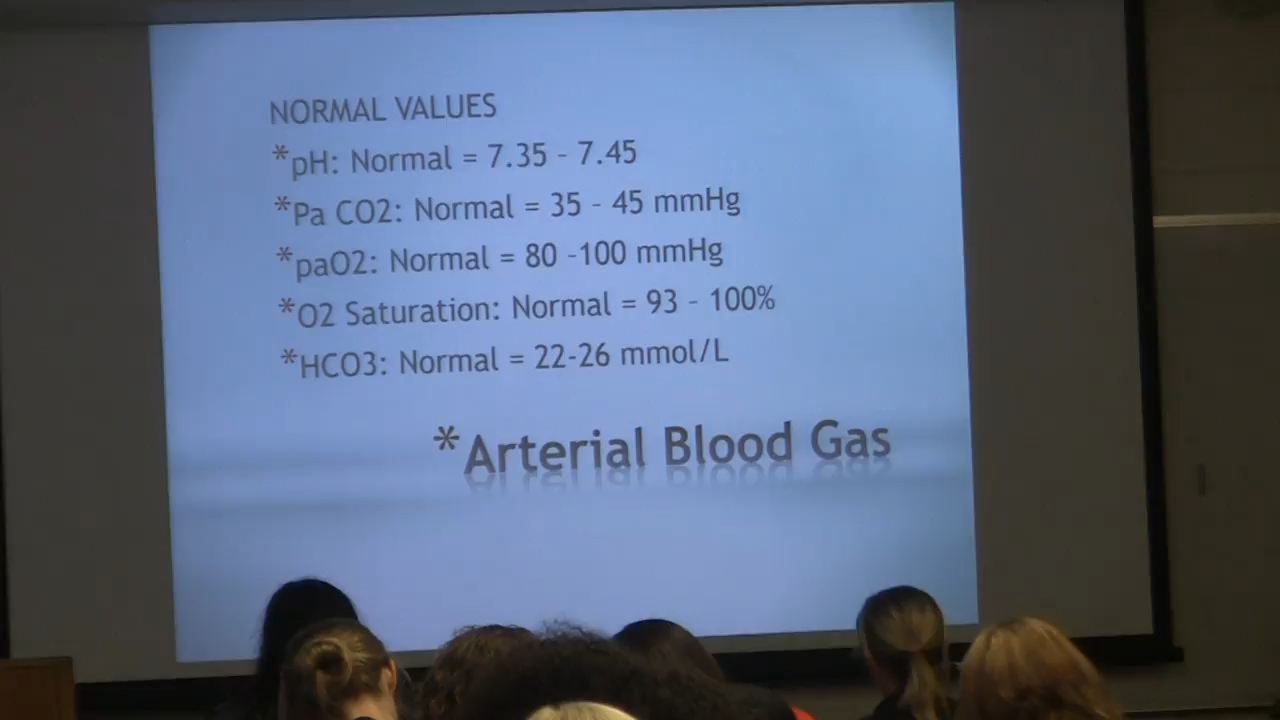 NORMAL VALUES
*pH: Normal = 7.35 - 7.45
*Pa CO2: Normal = 35 - 45 mmHg
*paO2: Normal = 80 -100 mmHg
*O2 Saturation: Normal = 93 - 100%
*HCO3: Normal = 22-26 mmol/L
*Arterial Blood Gas